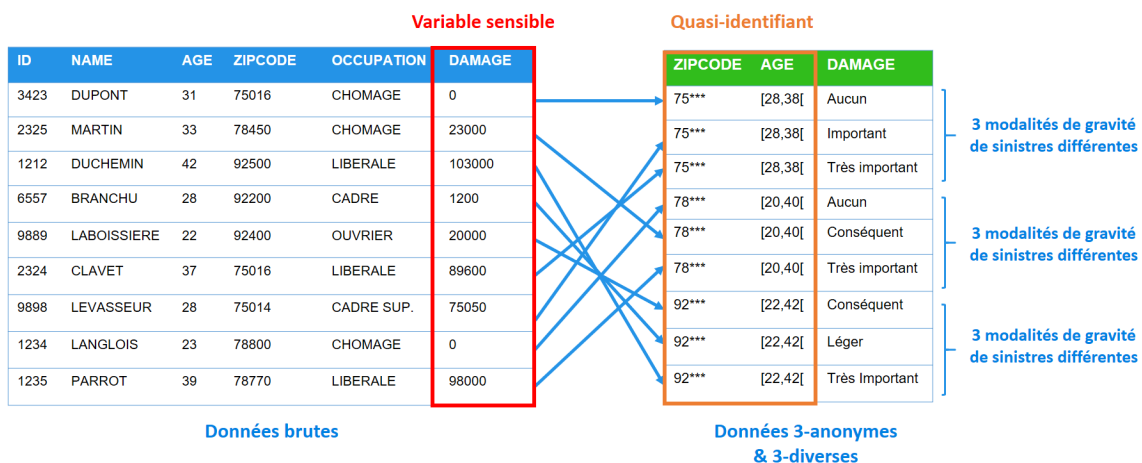 Variable sensible
Quasi-identifiant
ID NAME AGE ZIPCODE OCCUPATION DAMAGE
3423 DUPONT 31 75016 CHOMAGE 0
2325 MARTIN 33 78450 CHOMAGE 23000
1212 DUCHEMIN 42 92500 LIBERALE 103000
6557 BRANCHU 28 92200 CADRE 1200
9889 LABOISSIERE 22 92400 OUVRIER 20000
2324 CLAVET 37 75016 LIBERALE 89600
9898 LEVASSEUR 28 75014 CADRE SUP. 75050
1234 LANGLOIS 23 78800 CHOMAGE 0
1235 PARROT 39 78770 LIBERALE 98000
Données brutes
ZIPCODE AGE DAMAGE
75*** [28,38[ Aucun
75*** [28,38[ Important
75*** [28,38[ Très important
78*** [20,40[ Aucun
78*** [20,40[ Conséquent
78*** [20,40[ Très important
92*** [22,42[ Conséquent
92*** [22,42[ Léger
92*** [22,42[ Très Important
3 modalités de gravité
de sinistres différentes
3 modalités de gravité
de sinistres différentes
3 modalités de gravité
de sinistres différentes
Données 3-anonymes
& 3-diverses